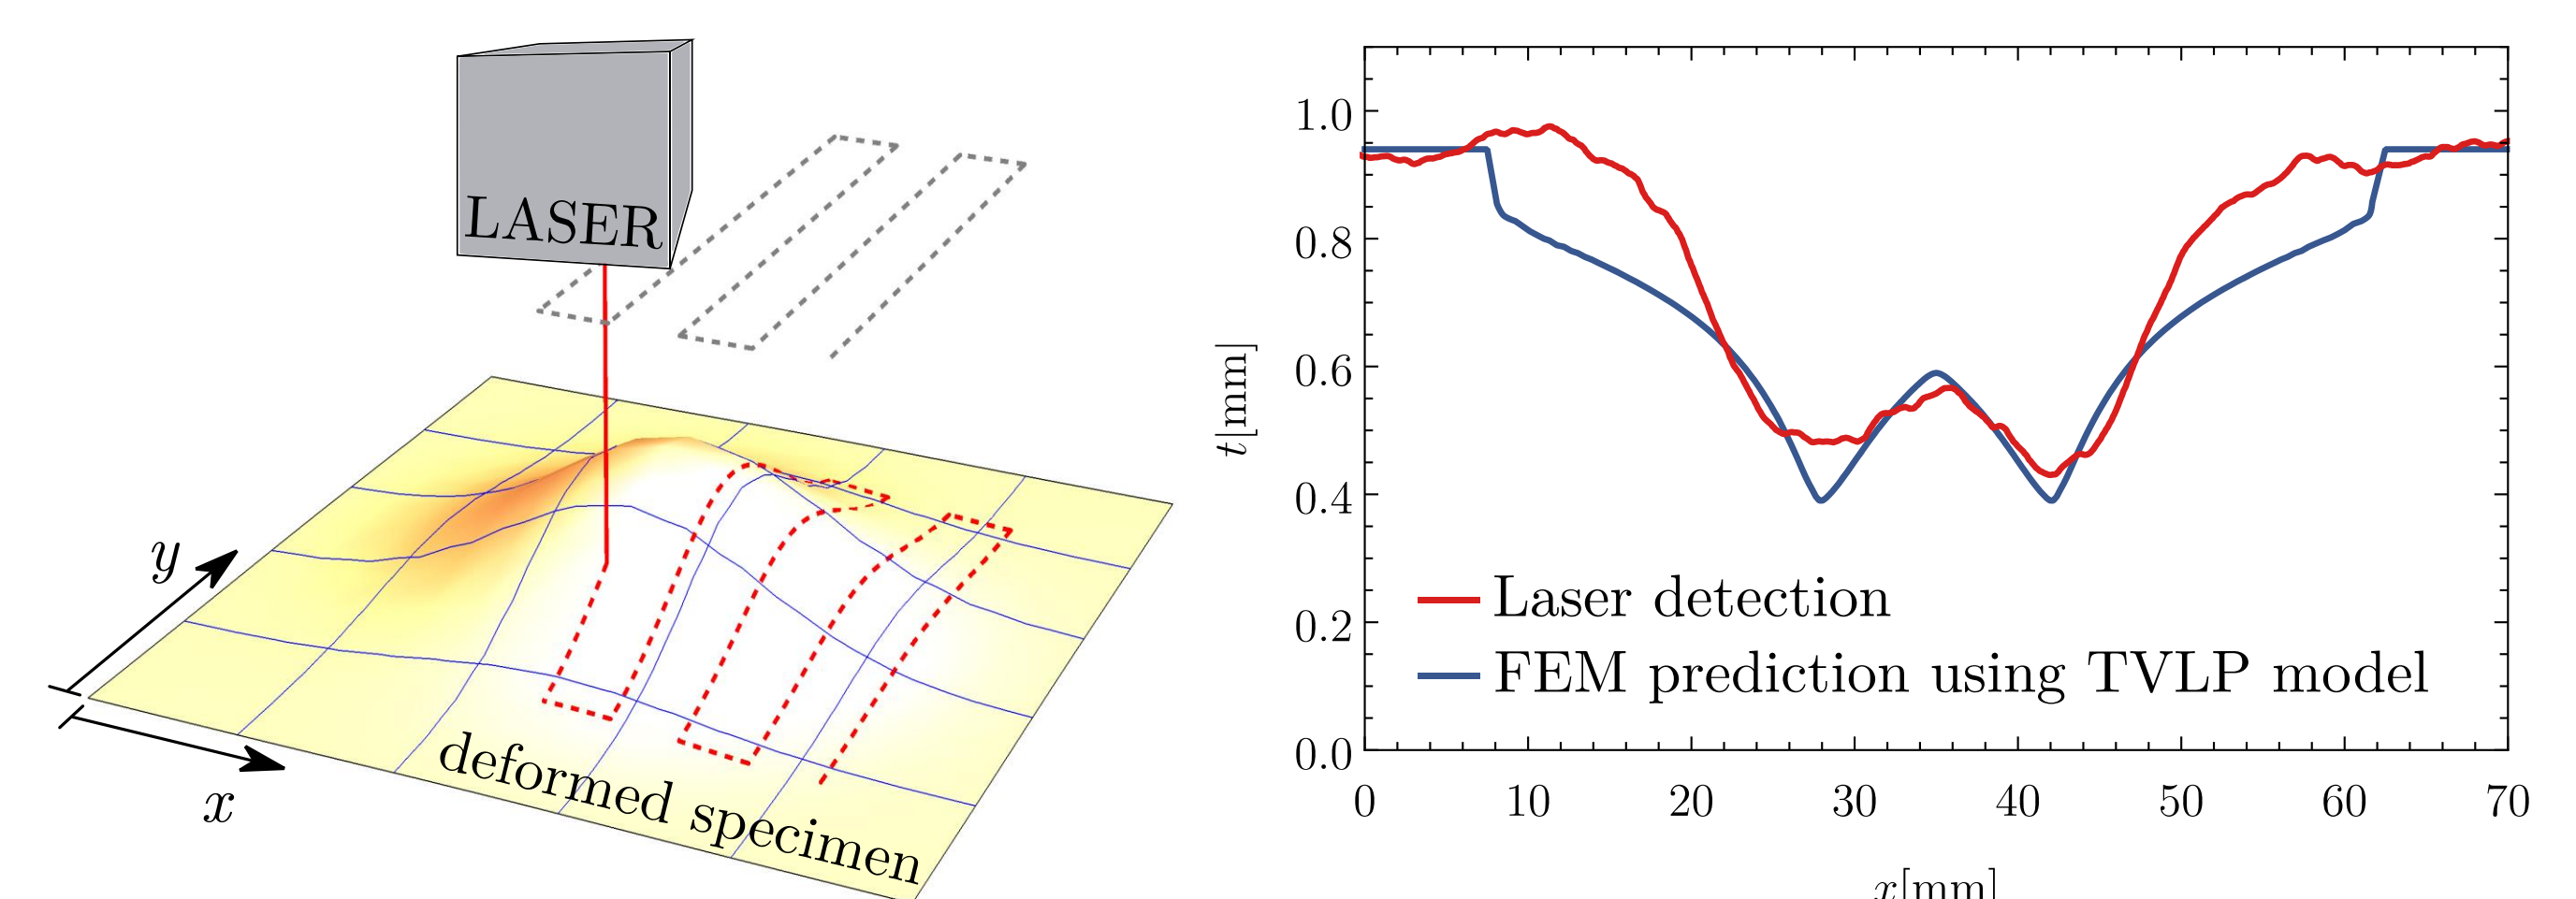 LASER
y
x
deformed specimen
t[mm]
1.0
0.8
0.6
0.4
0.2
0.0
Laser detection
FEM prediction using TVLP model
0 10 20 30 40 50 60 70
x[mm]